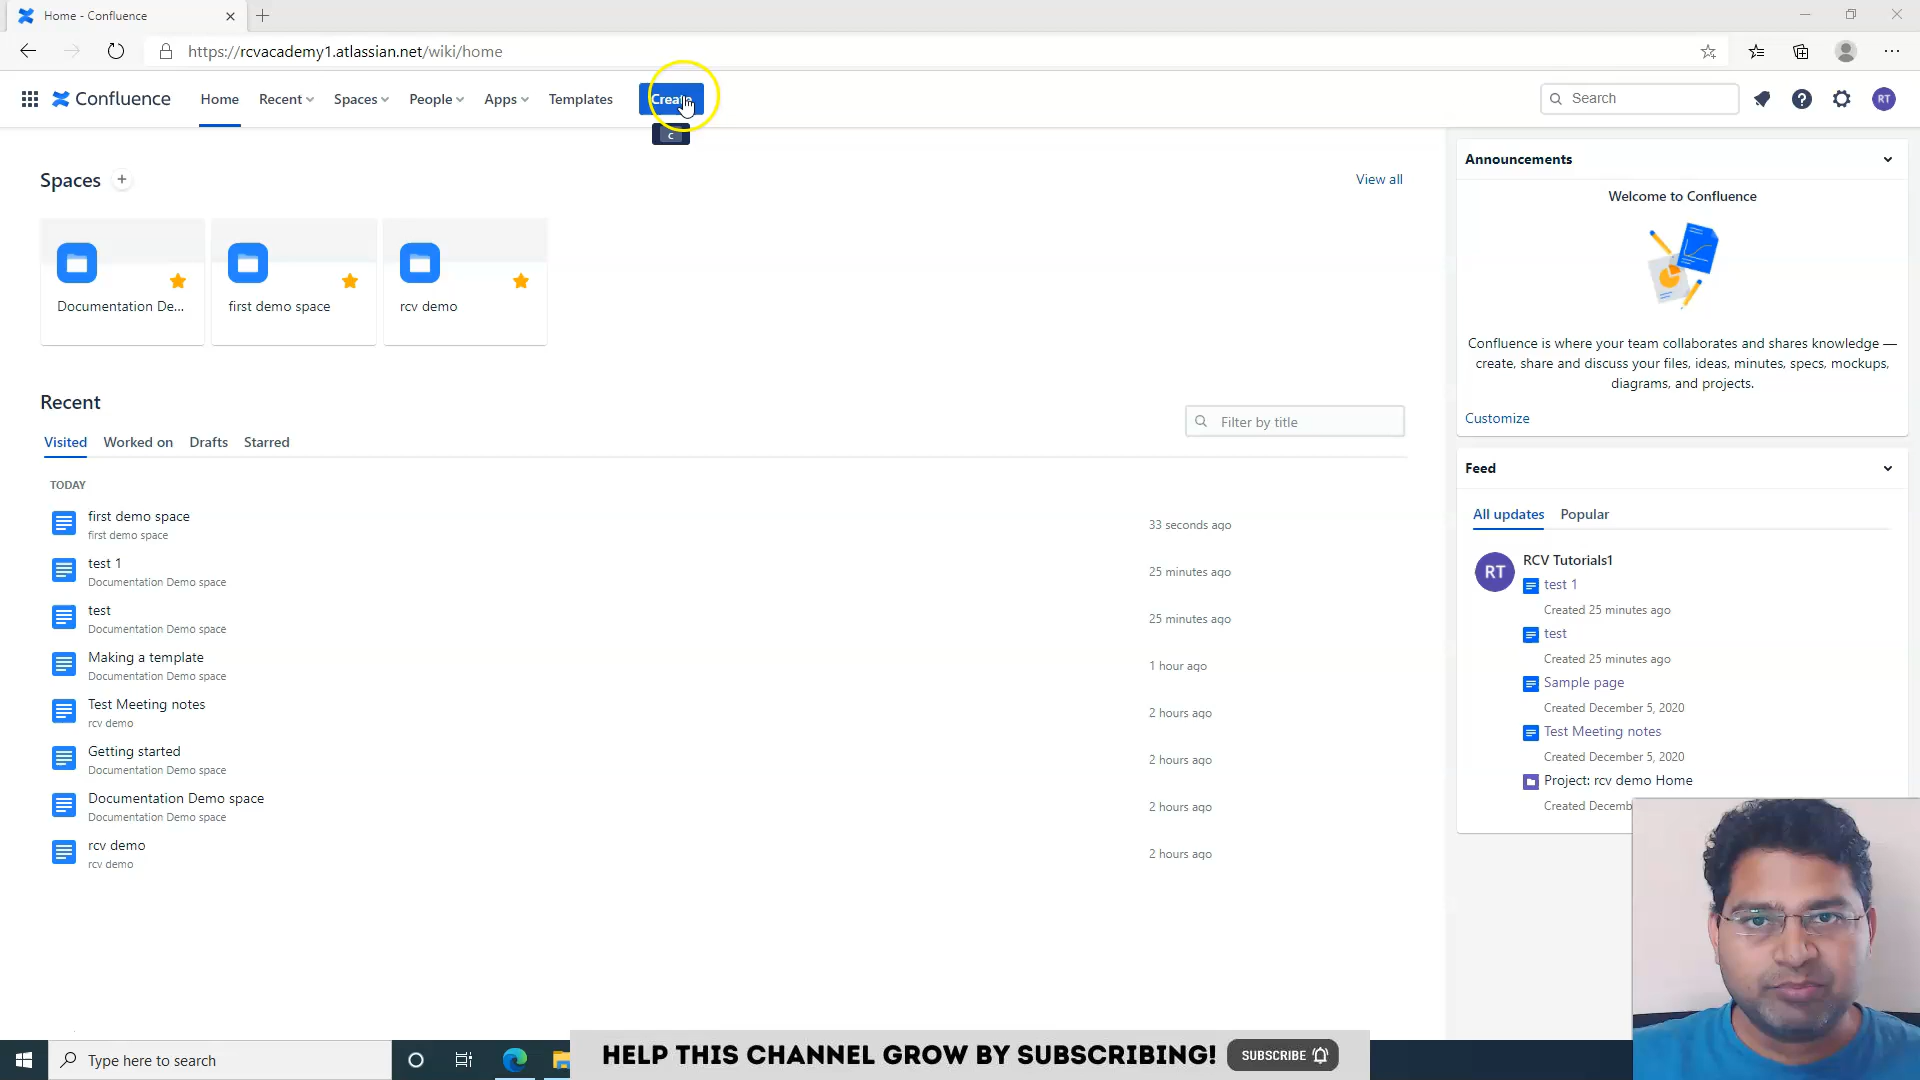 Home - Confluence
https://rcvacademy1.atlassian.net/wiki/home
Confluence Home Recent Spaces People Apps Templates Create Search RT
C
Spaces
View all
Documentation De... first demo space rcv demo
Recent
Filter by title
Visited Worked on Drafts Starred
TODAY
first demo space
first demo space
33 seconds ago
test 1
Documentation Demo space
25 minutes ago
test
Documentation Demo space
25 minutes ago
Making a template
Documentation Demo space
1 hour ago
Test Meeting notes
rcv demo
2 hours ago
Getting started
Documentation Demo space
2 hours ago
Documentation Demo space
Documentation Demo space
2 hours ago
rcv demo
rcv demo
2 hours ago
Announcements
Welcome to Confluence
Confluence is where your team collaborates and shares knowledge —
create, share and discuss your files, ideas, minutes, specs, mockups,
diagrams, and projects.
Customize
Feed
All updates Popular
RT
RCV Tutorials1
test 1
Created 25 minutes ago
test
Created 25 minutes ago
Sample page
Created December 5, 2020
Test Meeting notes
Created December 5, 2020
Project: rcv demo Home
Created Decemb
Type here to search
HELP THIS CHANNEL GROW BY SUBSCRIBING! SUBSCRIBE